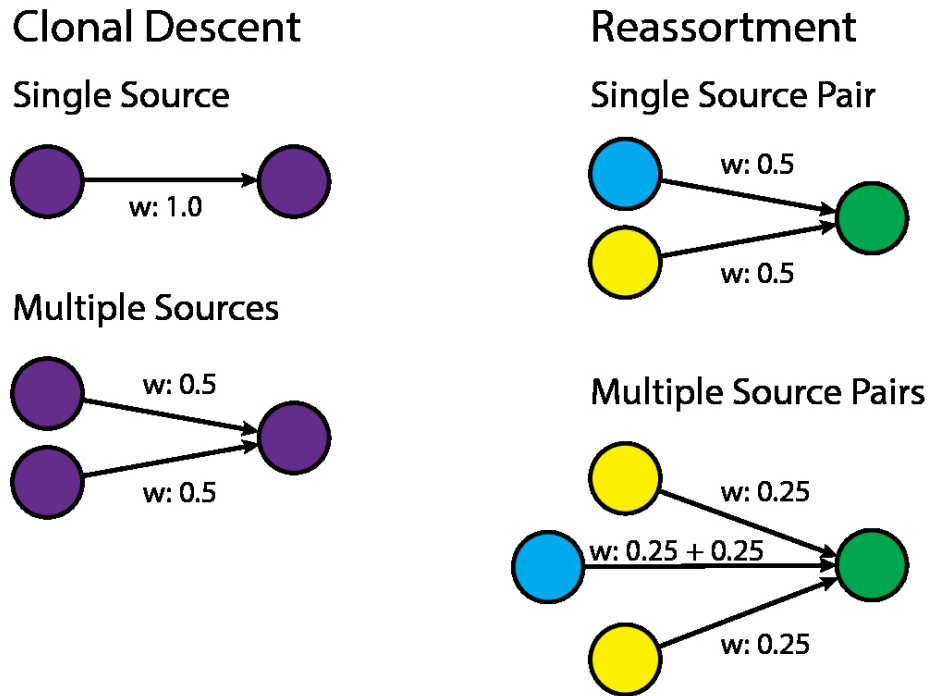 Clonal Descent
Single Source
w: 1.0
Multiple Sources
w: 0.5
w: 0.5
Reassortment
Single Source Pair
w: 0.5
w: 0.5
Multiple Source Pairs
w: 0.25
w: 0.25 + 0.25
w: 0.25